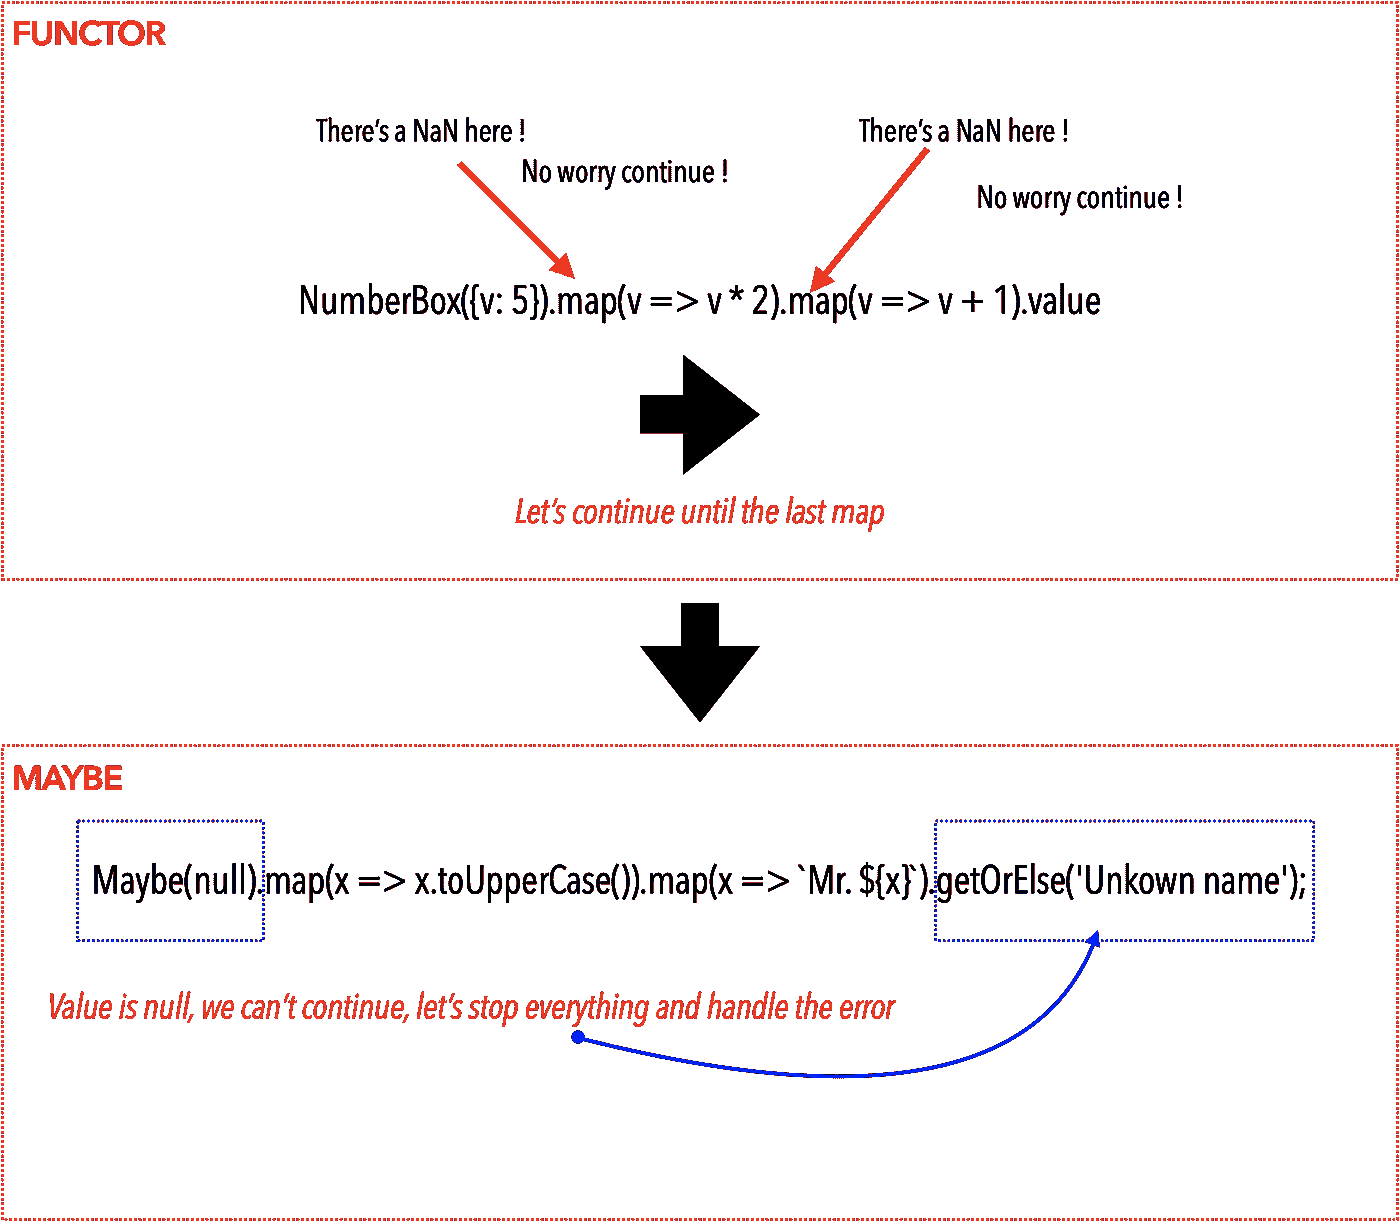 FUNCTOR
There's a NaN here !
There's a NaN here !
No worry continue !
No worry continue !
NumberBox({v: 5}).map(v => v * 2).map(v => v + 1).value
Let's continue until the last map
MAYBE
Maybe(null).map(x => x.toUpperCase()).map(x => `Mr. ${x}`).getOrElse('Unkown name');
Value is null, we can't continue, let's stop everything and handle the error